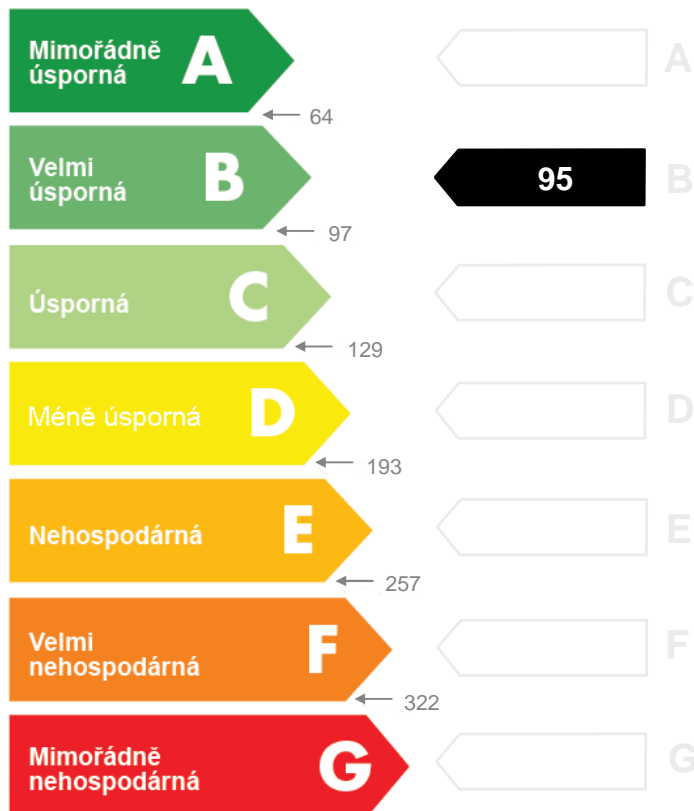 Mimořádně
úsporná
A
A
64
Velmi
úsporná
B
95
B
97
Úsporná
C
C
129
Méně úsporná
D
D
193
Nehospodárná
E
E
257
Velmi
nehospodárná
F
F
322
Mimořádně
nehospodárná
G
G